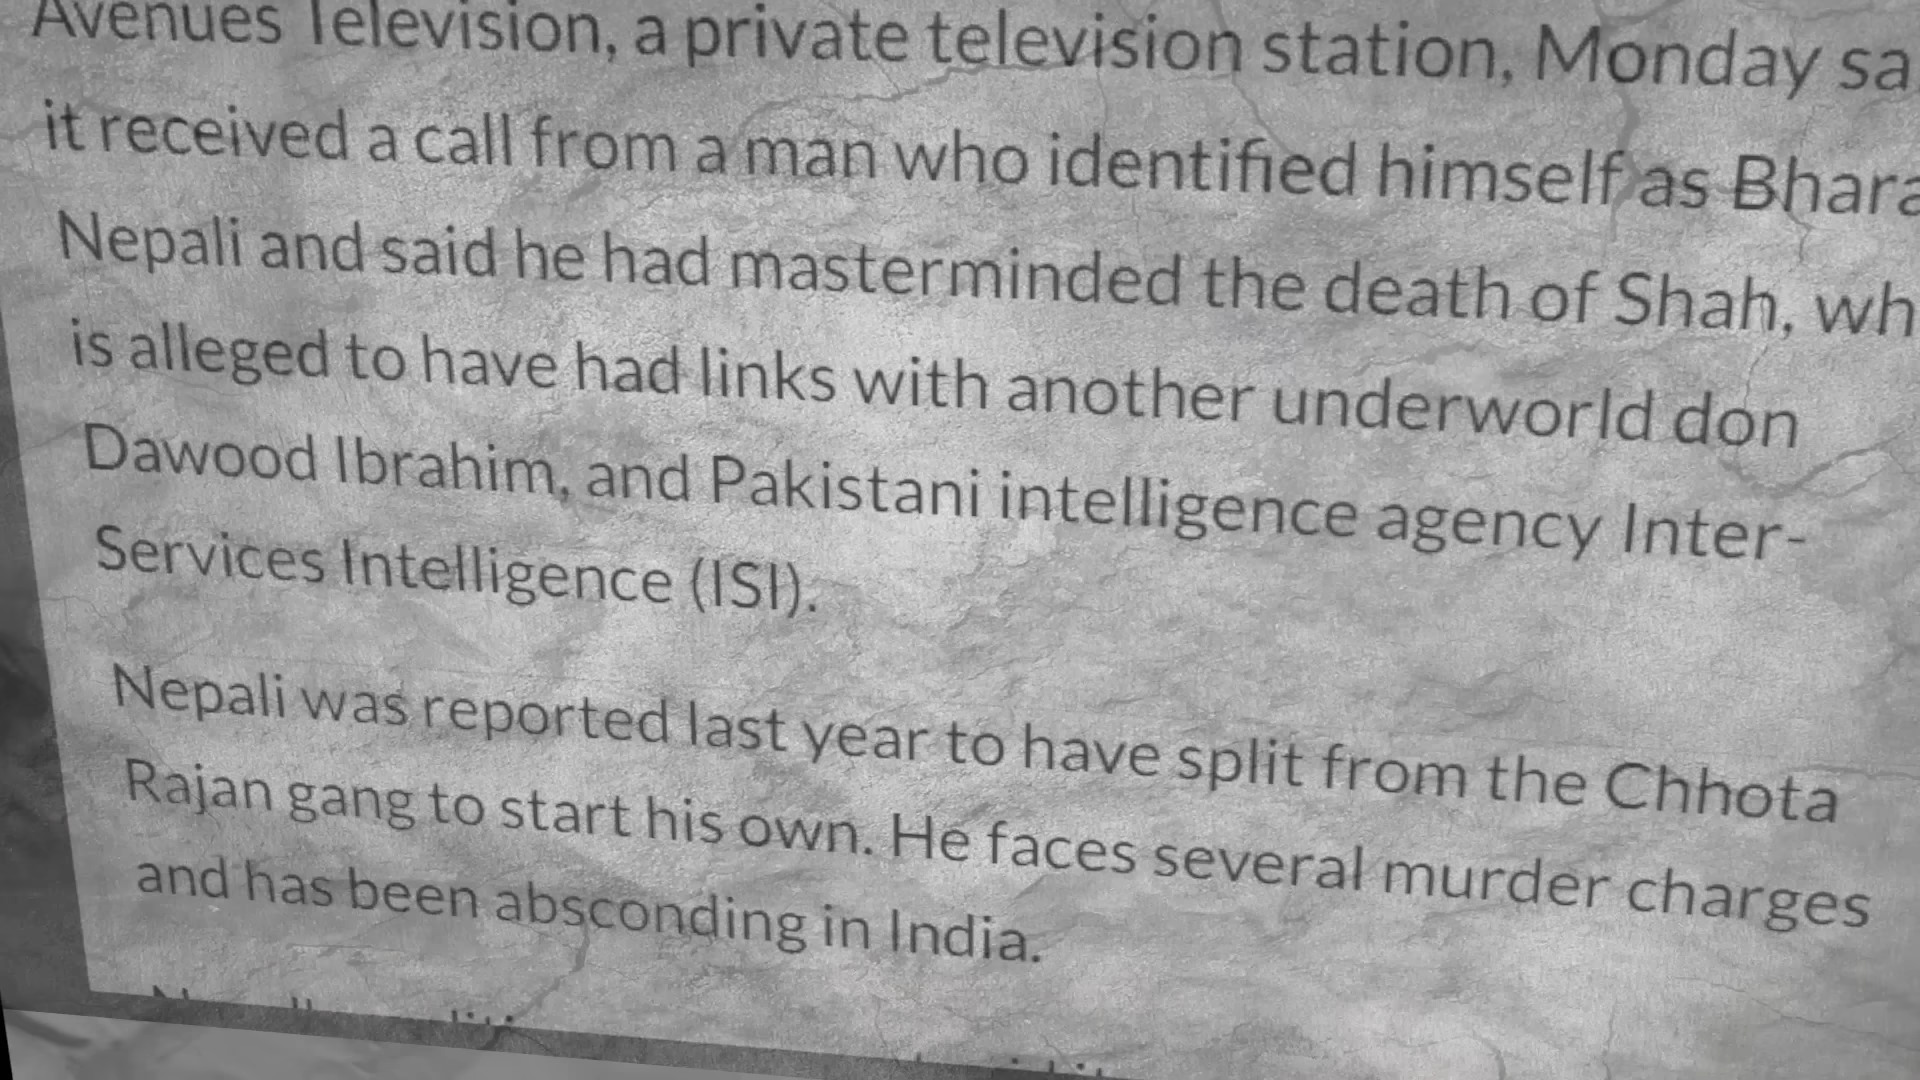 Avenues Television, a private television station, Monday
it received a call from a man who identified himself as
Nepali and said he had masterminded the death of Shah,
is alleged to have had links with another underworld don
Dawood Ibrahim, and Pakistani intelligence agency Inter-
Services Intelligence (ISI).
Nepali was reported last year to have split from the Chhota
Rajan gang to start his own. He faces several murder charges
and has been absconding in India.